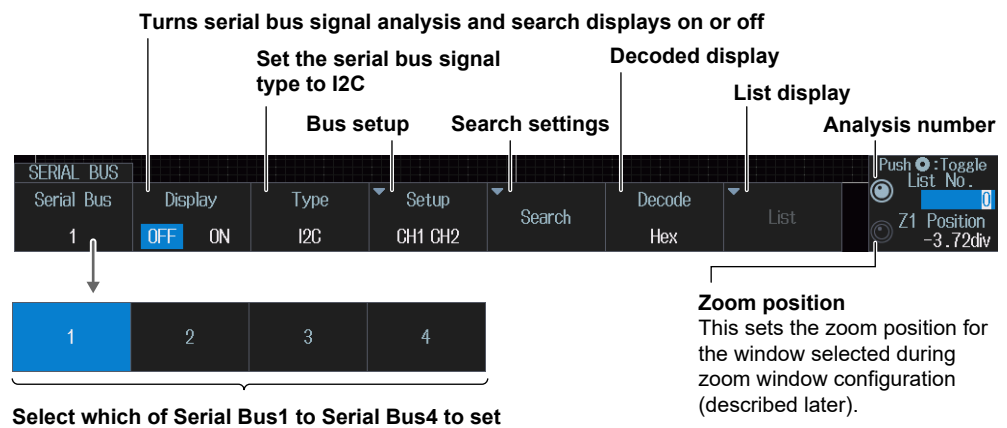 Turns serial bus signal analysis and search displays on or off
Set the serial bus signal
type to I2C
Decoded display
List display
Bus setup
Search settings
Analysis number
SERIAL BUS
Push :Toggle
Serial Bus
Display
Type
Setup
Search
Decode
List
List No.
0
1
OFF ON
I2C
CH1 CH2
Hex
Z1 Position
-3.72div
1
2
3
4
Zoom position
This sets the zoom position for
the window selected during
zoom window configuration
(described later).
Select which of Serial Bus1 to Serial Bus4 to set